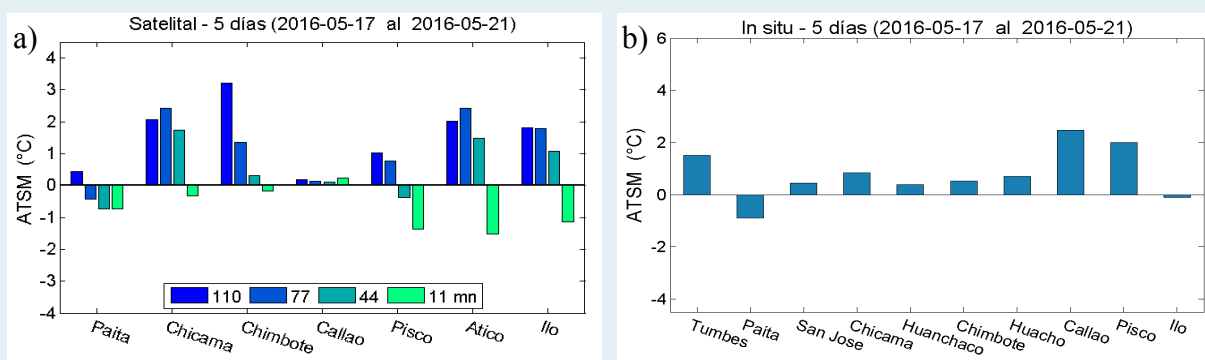 a)
Satelital - 5 días (2016-05-17 al 2016-05-21)
ATSM (°C)
4
3
2
1
0
-1
-2
-3
-4
110 77 44 11 mn
Paita Chicama Chimbote Callao Pisco Atico Ilo
b)
In situ - 5 días (2016-05-17 al 2016-05-21)
ATSM (°C)
6
4
2
0
-2
-4
Tumbes Paita San Jose Chicama Huanchaco Chimbote Huacho Callao Pisco Ilo